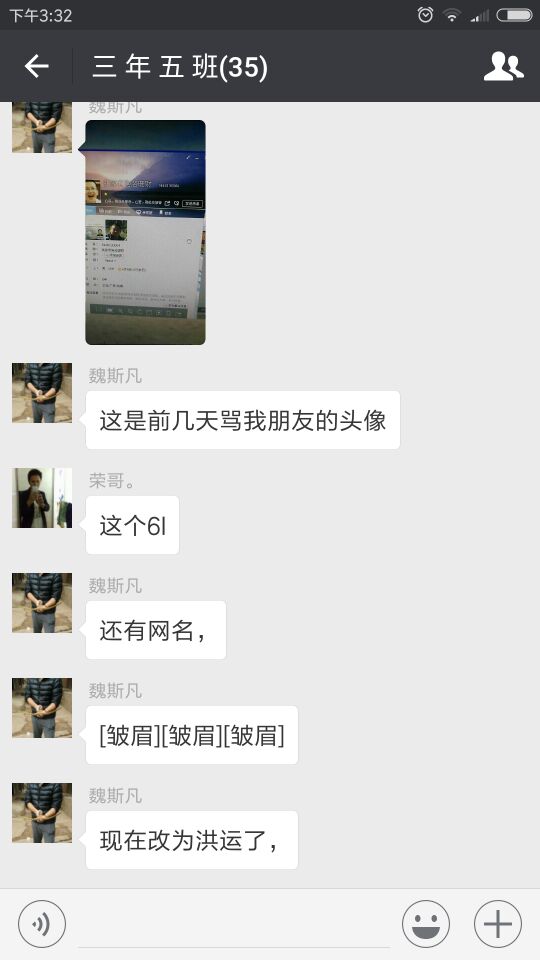 下午3:32
三 年 五 班(35)
魏斯凡
魏斯凡
这是前几天骂我朋友的头像
荣哥。
这个6l
魏斯凡
还有网名，
魏斯凡
[皱眉][皱眉][皱眉]
魏斯凡
现在改为洪运了，